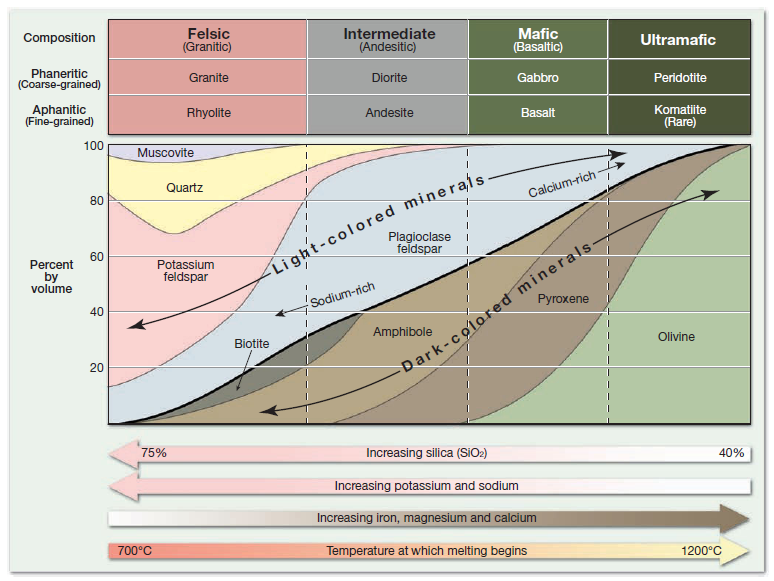 Composition
Felsic
(Granitic)
Intermediate
(Andesitic)
Mafic
(Basaltic)
Ultramafic
Phaneritic
(Coarse-grained)
Granite
Diorite
Gabbro
Peridotite
Aphanitic
(Fine-grained)
Rhyolite
Andesite
Basalt
Komatiite
(Rare)
100
80
60
40
20
Percent
by
volume
Muscovite
Quartz
Potassium
feldspar
Light-colored minerals
Calcium-rich
Plagioclase
feldspar
Sodium-rich
Biotite
Amphibole
Dark-colored minerals
Pyroxene
Olivine
75% Increasing silica (SiO2) 40%
Increasing potassium and sodium
Increasing iron, magnesium and calcium
700°C Temperature at which melting begins 1200°C